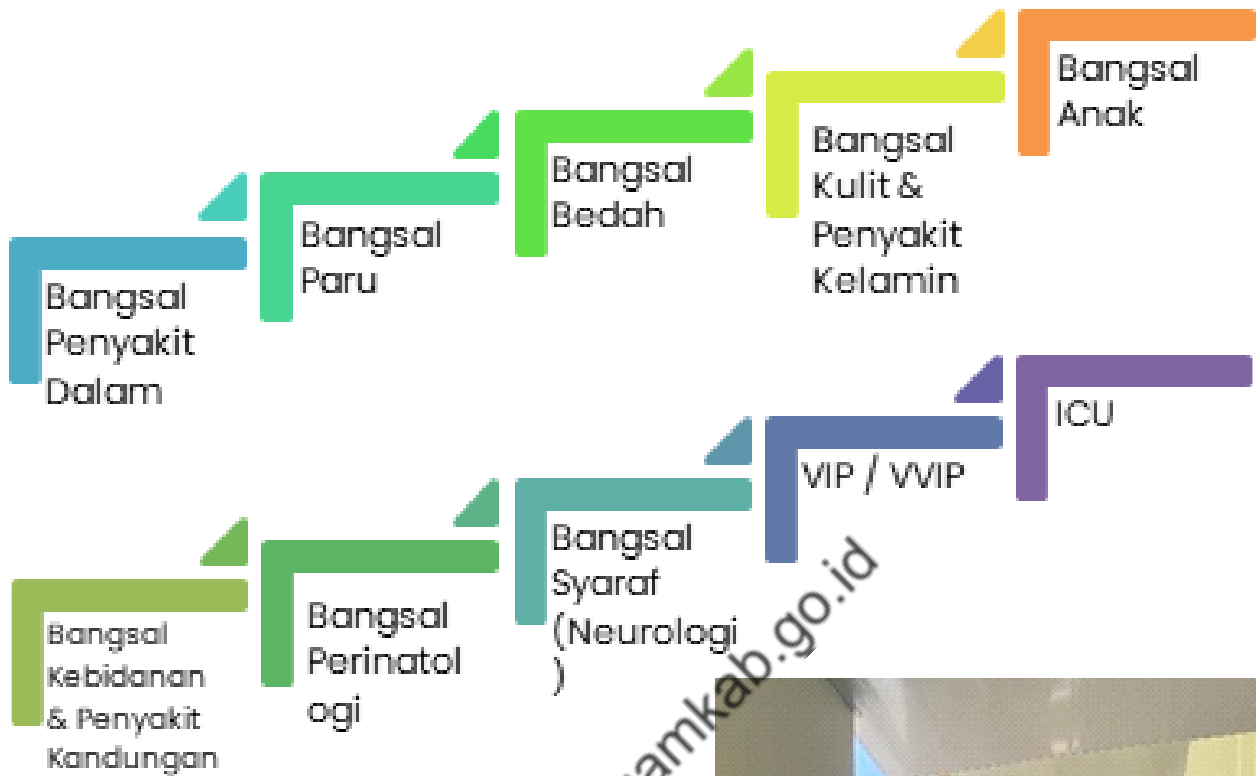 Bangsal
Penyakit
Dalam
Bangsal
Paru
Bangsal
Bedah
Bangsal
Kulit &
Penyakit
Kelamin
Bangsal
Anak
Bangsal
Kebidanan
& Penyakit
Kandungan
Bangsal
Perinatol
ogi
Bangsal
Syaraf
(Neurologi
)
VIP / VVIP
ICU
amkab.go.id